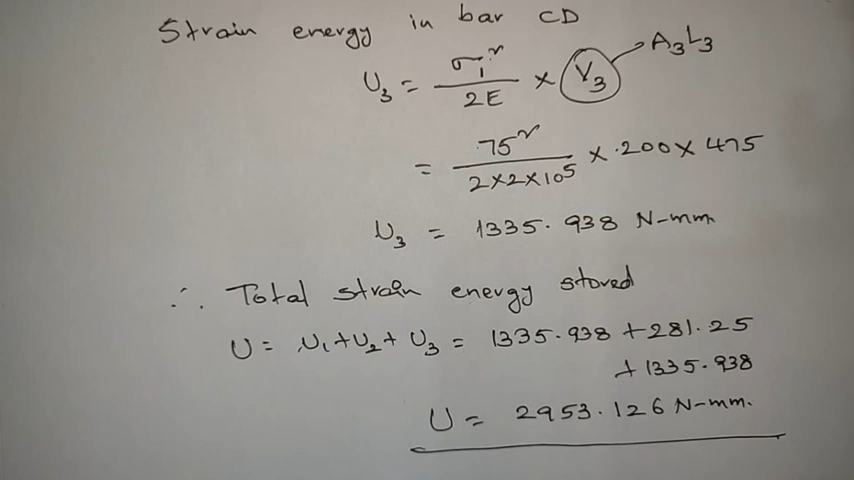 Strain energy in bar CD
U₃ = σ₁² / 2E × V₃ → A₃L₃
= 75² / 2×2×10⁵ × 200 × 475
U₃ = 1335.938 N-mm.
∴ Total strain energy stored
U = U₁+U₂+U₃ = 1335.938 + 281.25
+ 1335.938
U = 2953.126 N-mm.